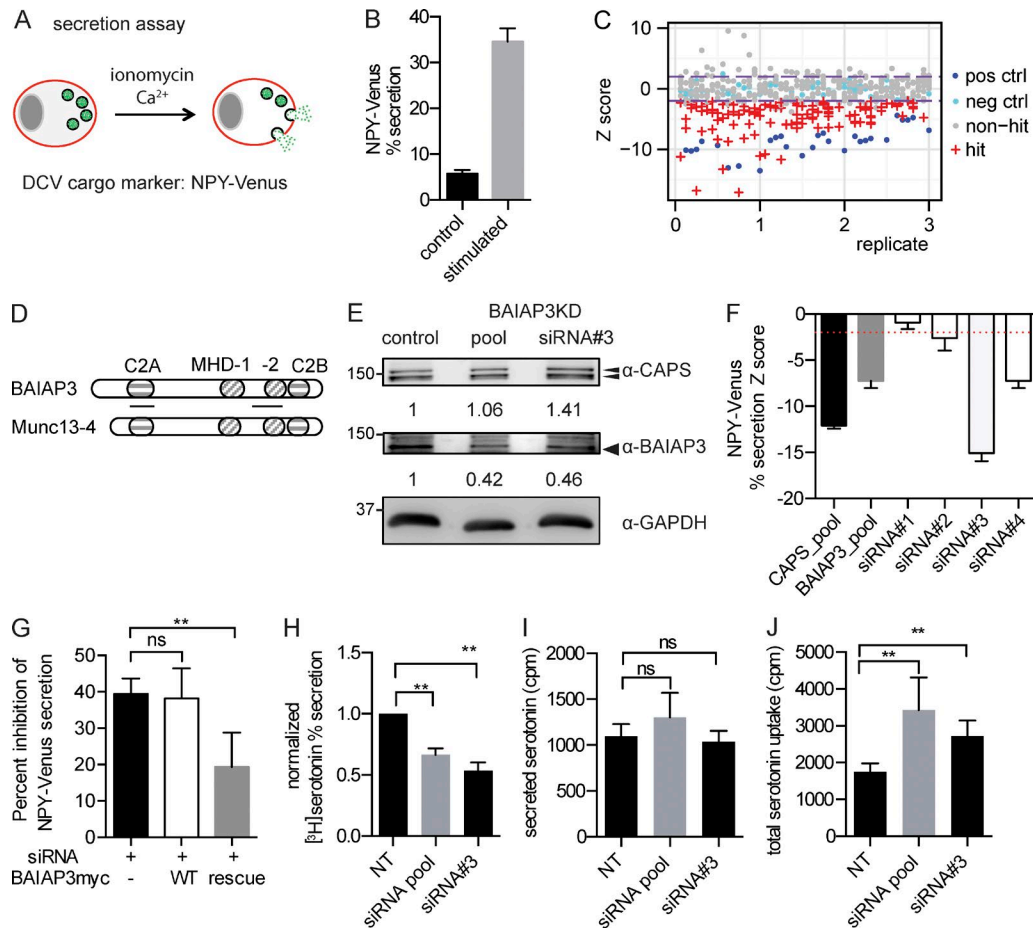 A
secretion assay
ionomycin
Ca²⁺
DCV cargo marker: NPY-Venus
B
NPY-Venus
% secretion
40
30
20
10
0
control
stimulated
C
Z score
10
0
−10
0
1
2
3
replicate
pos ctrl
neg ctrl
non−hit
hit
D
C2A
MHD-1
-2
C2B
BAIAP3
Munc13-4
E
BAIAP3KD
control
pool
siRNA#3
150
α-CAPS
1
1.06
1.41
150
α-BAIAP3
1
0.42
0.46
37
α-GAPDH
F
NPY-Venus
% secretion Z score
0
-5
-10
-15
-20
CAPS_pool
BAIAP3_pool
siRNA#1
siRNA#2
siRNA#3
siRNA#4
G
Percent inhibition of
NPY-Venus secretion
50
40
30
20
10
0
**
ns
siRNA + + +
BAIAP3myc - WT rescue
H
normalized
[³H]serotonin % secretion
1.5
1.0
0.5
0.0
**
**
NT
siRNA pool
siRNA#3
I
secreted serotonin (cpm)
2000
1500
1000
500
0
ns
ns
NT
siRNA pool
siRNA#3
J
total serotonin uptake (cpm)
5000
4000
3000
2000
1000
0
**
**
NT
siRNA pool
siRNA#3